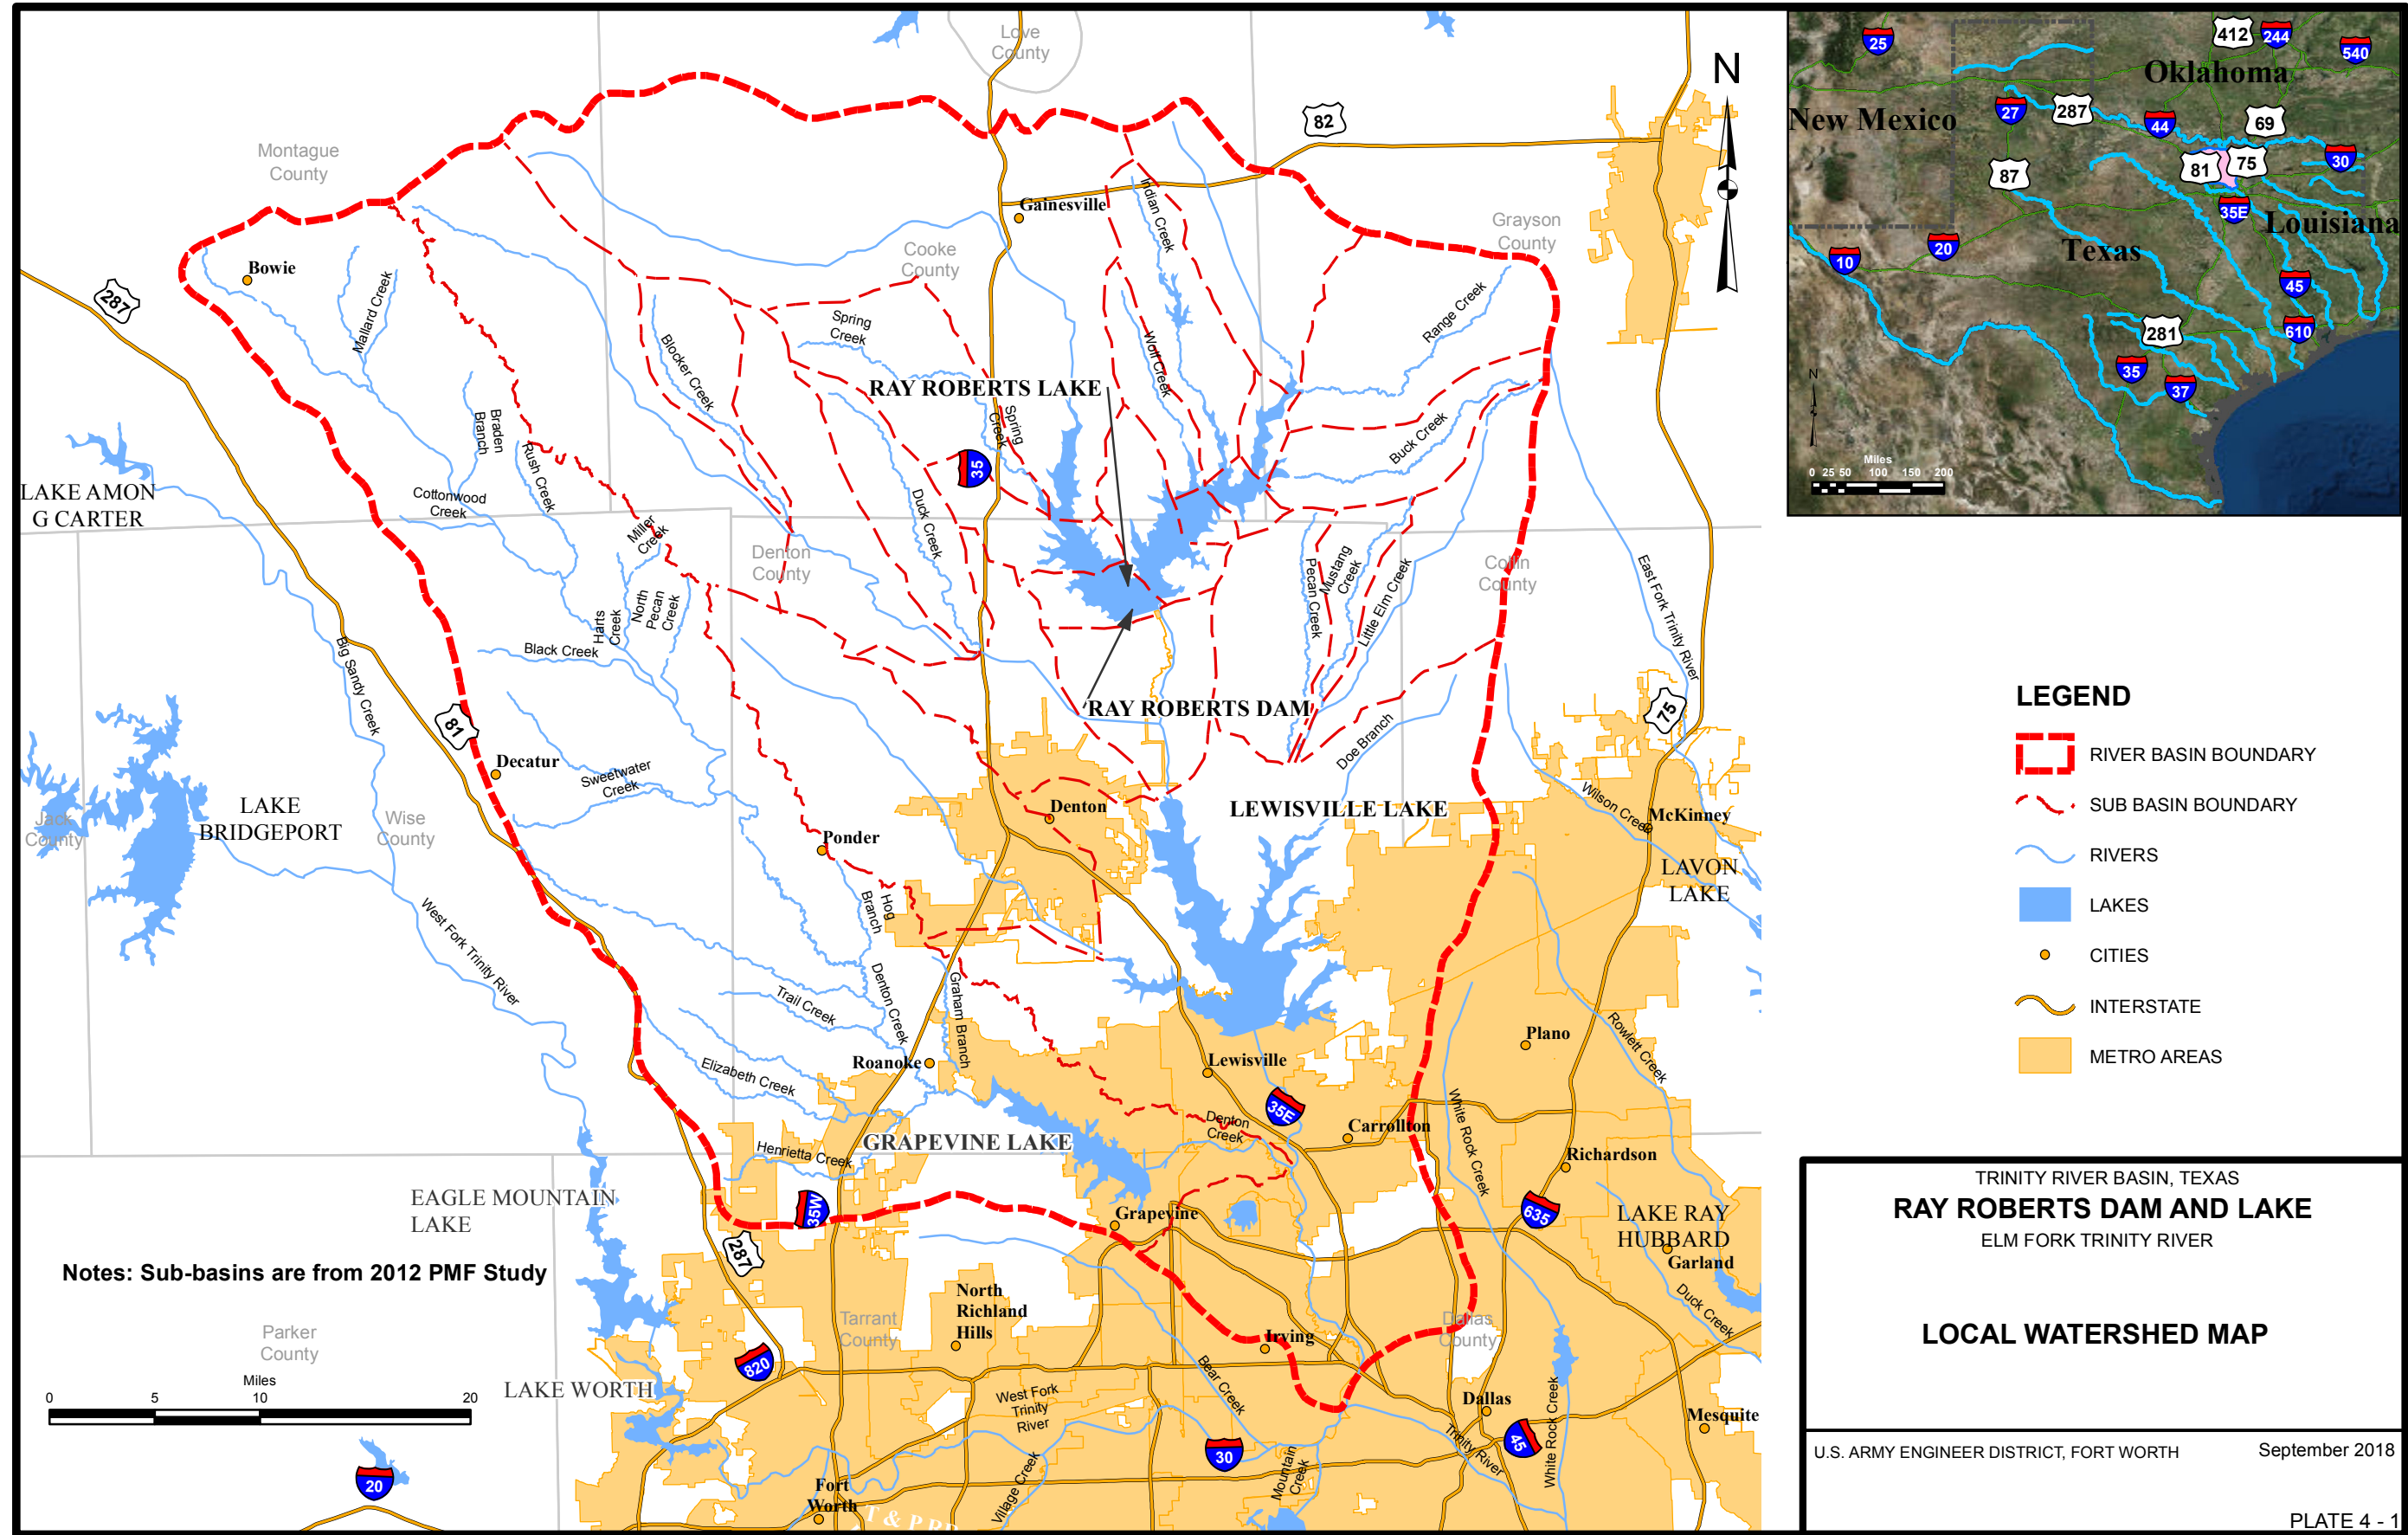 Love
County
Montague
County
82
Gainesville
Grayson
County
Cooke
County
Indian Creek
Bowie
287
Mallard Creek
Spring
Creek
Range Creek
Blocker Creek
Wolf Creek
RAY ROBERTS LAKE
Spring
Creek
Braden
Branch
Buck Creek
Rush Creek
35
LAKE AMON
G CARTER
Cottonwood
Creek
Duck Creek
Miller
Creek
Denton
County
Collin
County
Pecan Creek
Mustang
Creek
Little Elm Creek
East Fork Trinity River
Harts
Creek
North
Pecan
Creek
Black Creek
Big Sandy Creek
RAY ROBERTS DAM
81
75
Doe Branch
Decatur
Sweetwater
Creek
Wilson Creek
LAKE
BRIDGEPORT
Jack
County
Wise
County
Denton
LEWISVILLE LAKE
McKinney
Ponder
LAVON
LAKE
Hog
Branch
West Fork Trinity River
Denton Creek
Graham Branch
Trail Creek
Plano
Rowlett Creek
Roanoke
Lewisville
Elizabeth Creek
35E
White Rock Creek
Denton
Creek
Carrollton
GRAPEVINE LAKE
Henrietta Creek
Richardson
EAGLE MOUNTAIN
LAKE
35W
Grapevine
635
LAKE RAY
HUBBARD
Garland
287
Notes: Sub-basins are from 2012 PMF Study
North
Richland
Hills
Duck Creek
Tarrant
County
Dallas
County
Irving
Parker
County
820
Bear Creek
Miles
0 5 10 20
LAKE WORTH
West Fork
Trinity
River
Dallas
White Rock Creek
Mesquite
45
Trinity River
30
Mountain
Creek
20
Fort
Worth
Village Creek
N
25
412
244
540
Oklahoma
New Mexico
27
287
44
69
87
81
75
30
35E
Louisiana
Texas
20
10
45
281
610
35
37
N
Miles
0 25 50 100 150 200
LEGEND
RIVER BASIN BOUNDARY
SUB BASIN BOUNDARY
RIVERS
LAKES
CITIES
INTERSTATE
METRO AREAS
TRINITY RIVER BASIN, TEXAS
RAY ROBERTS DAM AND LAKE
ELM FORK TRINITY RIVER
LOCAL WATERSHED MAP
U.S. ARMY ENGINEER DISTRICT, FORT WORTH
September 2018
PLATE 4 - 1